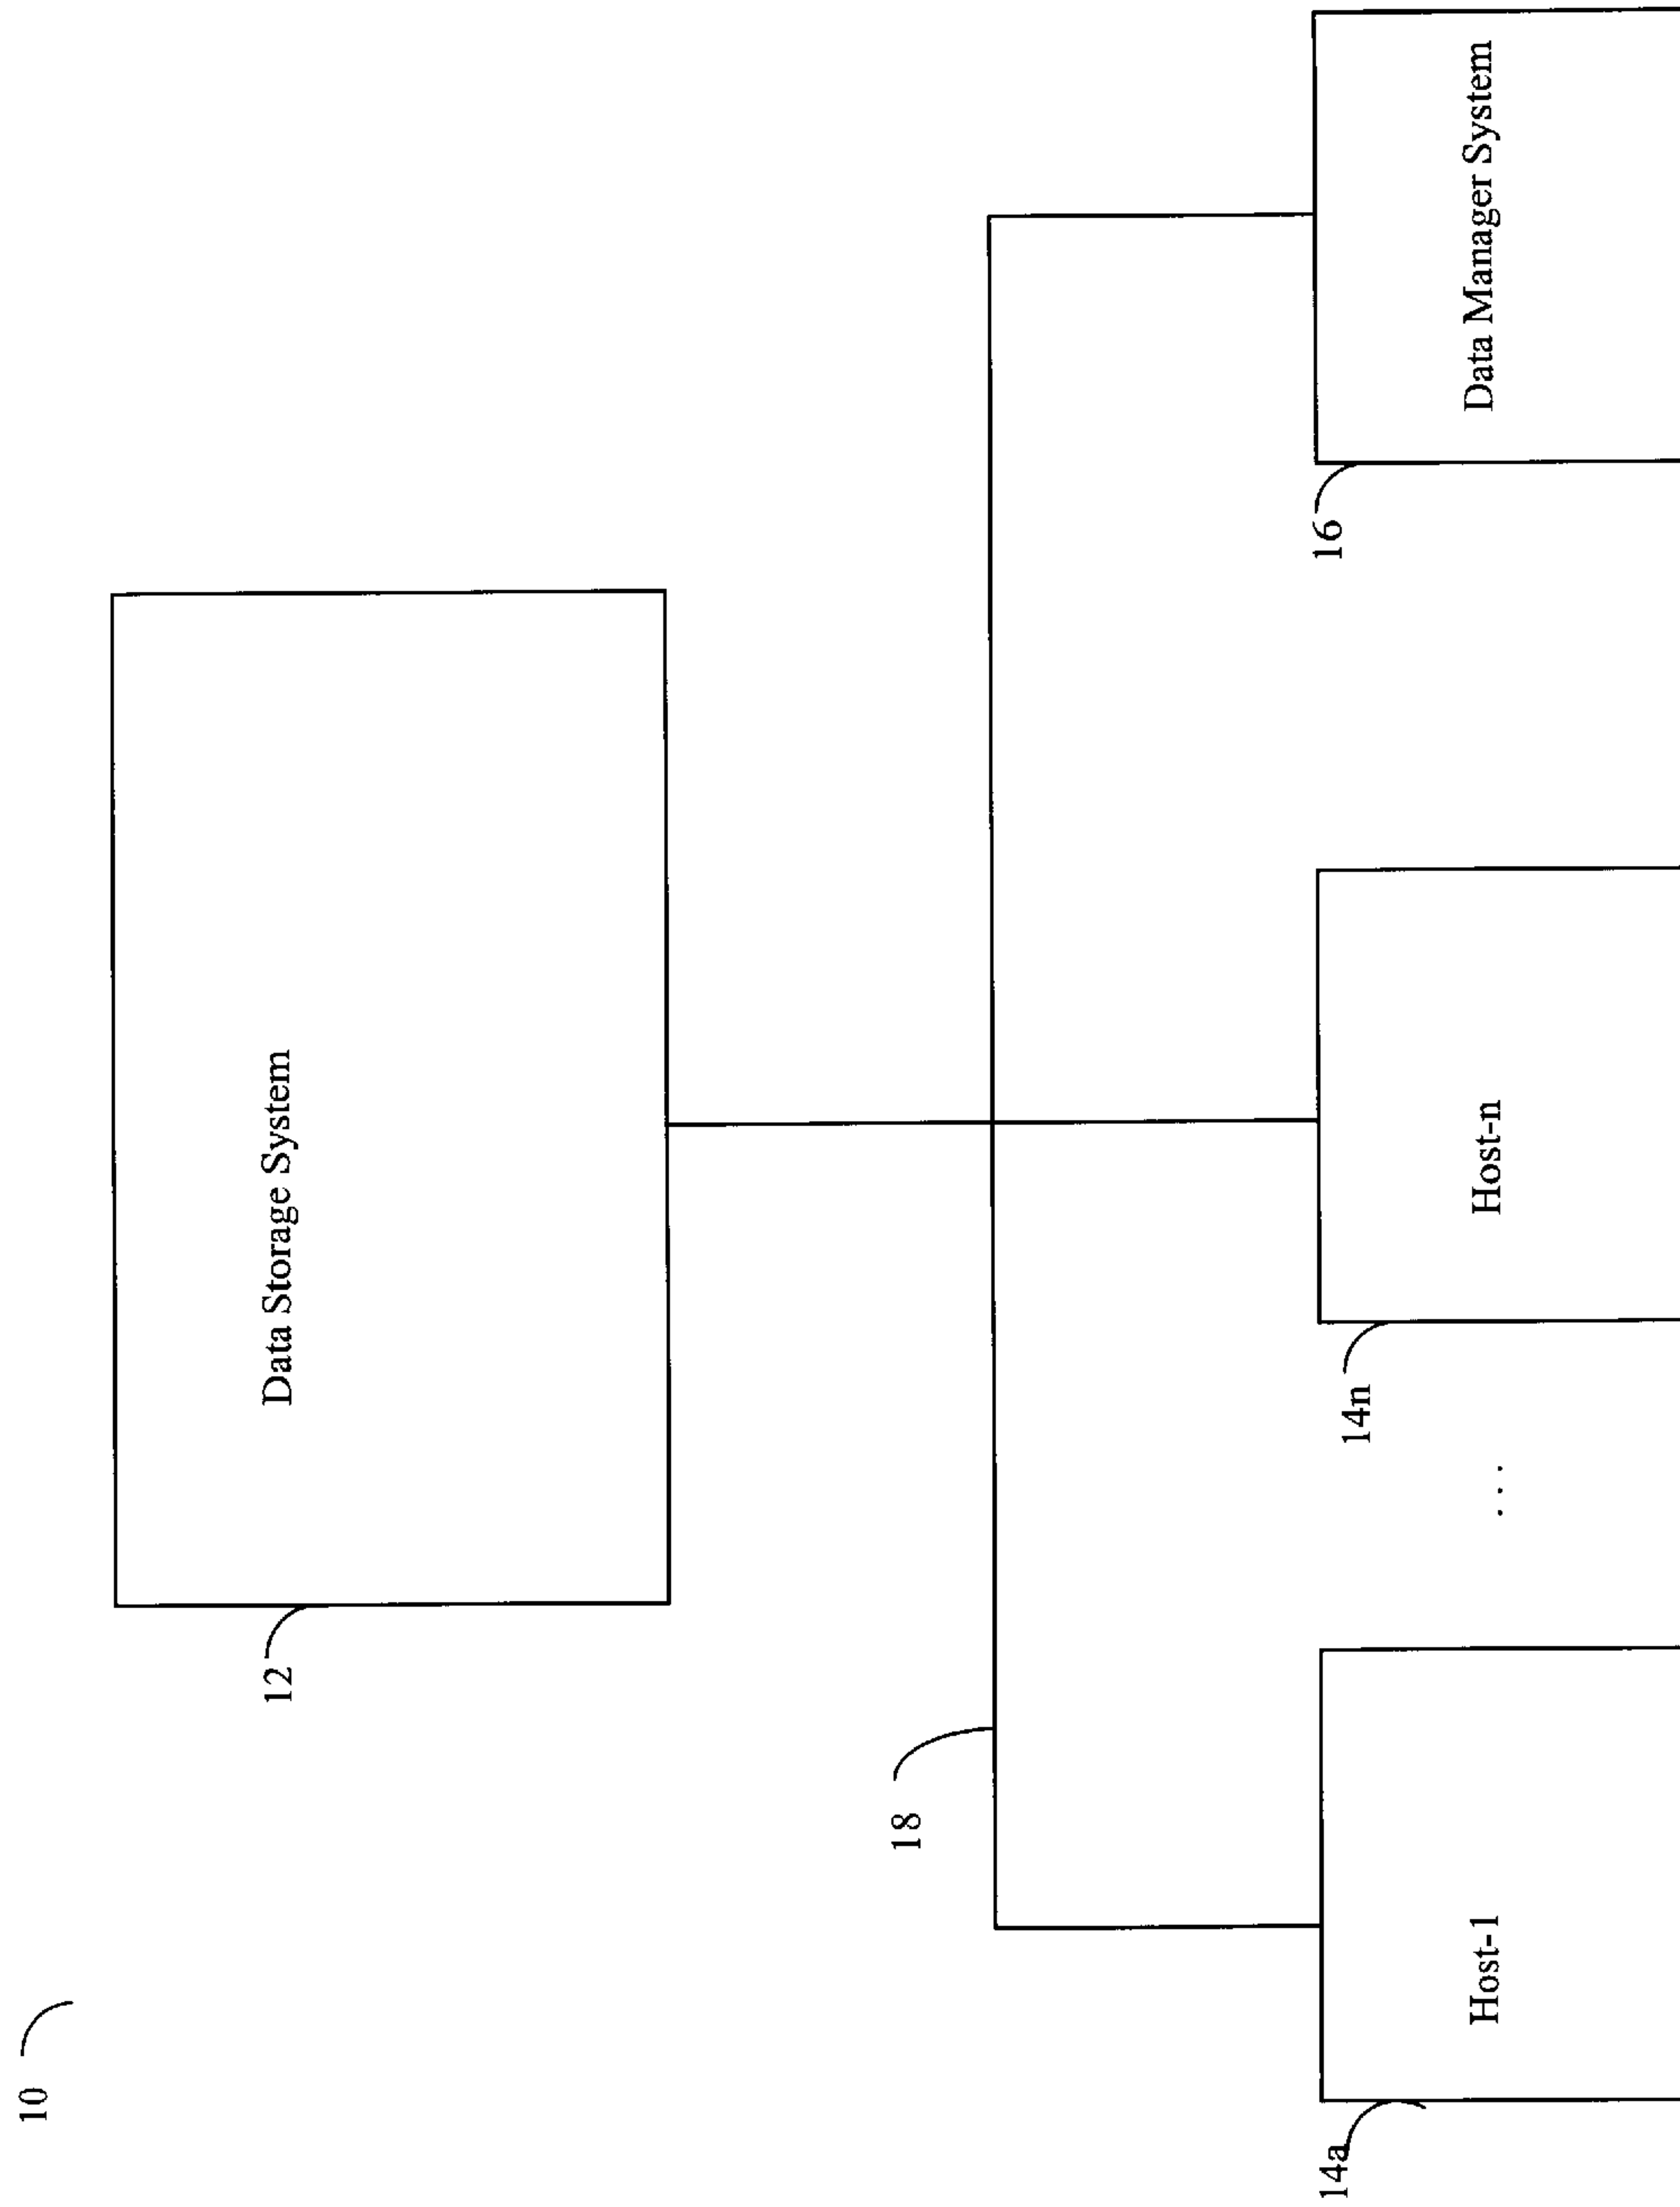 10
12
Data Storage System
18
14a
Host-1
. . .
14n
Host-n
16
Data Manager System